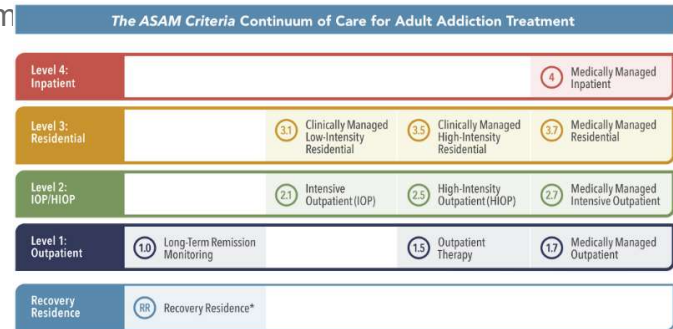 The ASAM Criteria Continuum of Care for Adult Addiction Treatment
Level 4:
Inpatient
4 Medically Managed
Inpatient
Level 3:
Residential
3.1 Clinically Managed
Low-Intensity
Residential
3.5 Clinically Managed
High-Intensity
Residential
3.7 Medically Managed
Residential
Level 2:
IOP/HIOP
2.1 Intensive
Outpatient (IOP)
2.5 High-Intensity
Outpatient (HIOP)
2.7 Medically Managed
Intensive Outpatient
Level 1:
Outpatient
1.0 Long-Term Remission
Monitoring
1.5 Outpatient
Therapy
1.7 Medically Managed
Outpatient
Recovery
Residence
RR Recovery Residence*